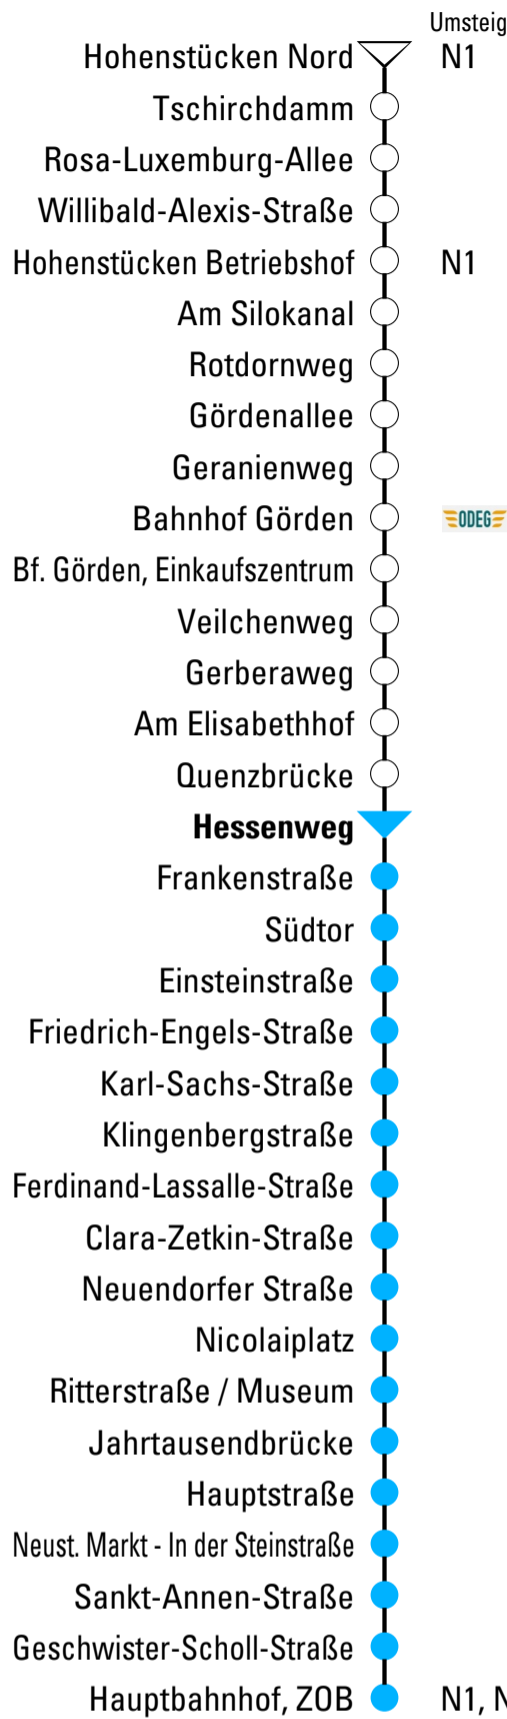 Umsteig
Hohenstücken Nord N1
Tschirchdamm
Rosa-Luxemburg-Allee
Willibald-Alexis-Straße
Hohenstücken Betriebshof N1
Am Silokanal
Rotdornweg
Gördenallee
Geranienweg
Bahnhof Görden ODEG
Bf. Görden, Einkaufszentrum
Veilchenweg
Gerberaweg
Am Elisabethhof
Quenzbrücke
Hessenweg
Frankenstraße
Südtor
Einsteinstraße
Friedrich-Engels-Straße
Karl-Sachs-Straße
Klingenbergstraße
Ferdinand-Lassalle-Straße
Clara-Zetkin-Straße
Neuendorfer Straße
Nicolaiplatz
Ritterstraße / Museum
Jahrtausendbrücke
Hauptstraße
Neust. Markt - In der Steinstraße
Sankt-Annen-Straße
Geschwister-Scholl-Straße
Hauptbahnhof, ZOB N1, N